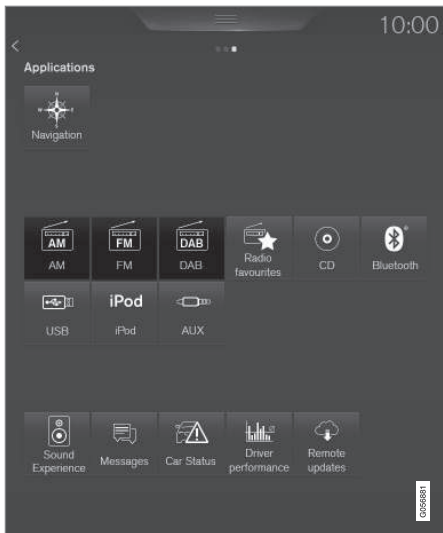 10:00
Applications
N
W E
S
Navigation
AM FM DAB
AM FM DAB Radio favourites CD Bluetooth
iPod
USB iPod AUX
Sound Experience Messages Car Status Driver performance Remote updates
G056881